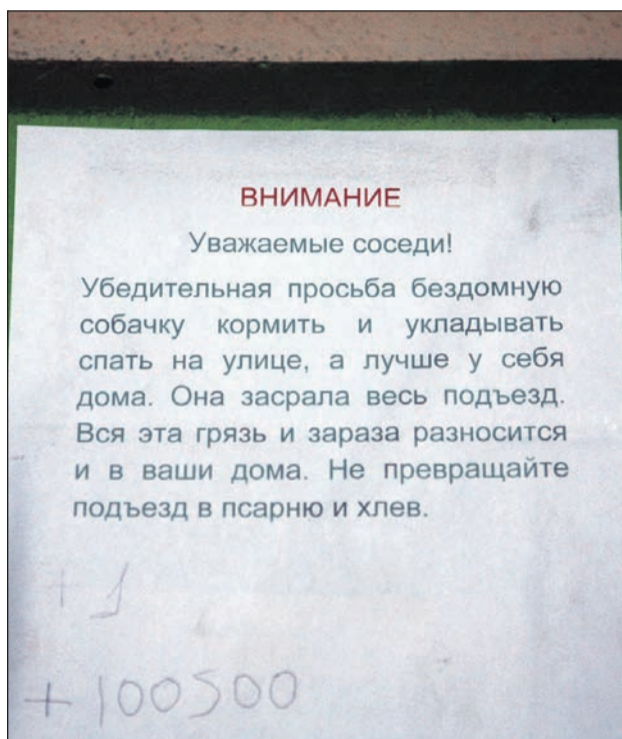 ВНИМАНИЕ
Уважаемые соседи!
Убедительная просьба бездомную
собачку кормить и укладывать
спать на улице, а лучше у себя
дома. Она засрала весь подъезд.
Вся эта грязь и зараза разносится
и в ваши дома. Не превращайте
подъезд в псарню и хлев.
+1
+100500